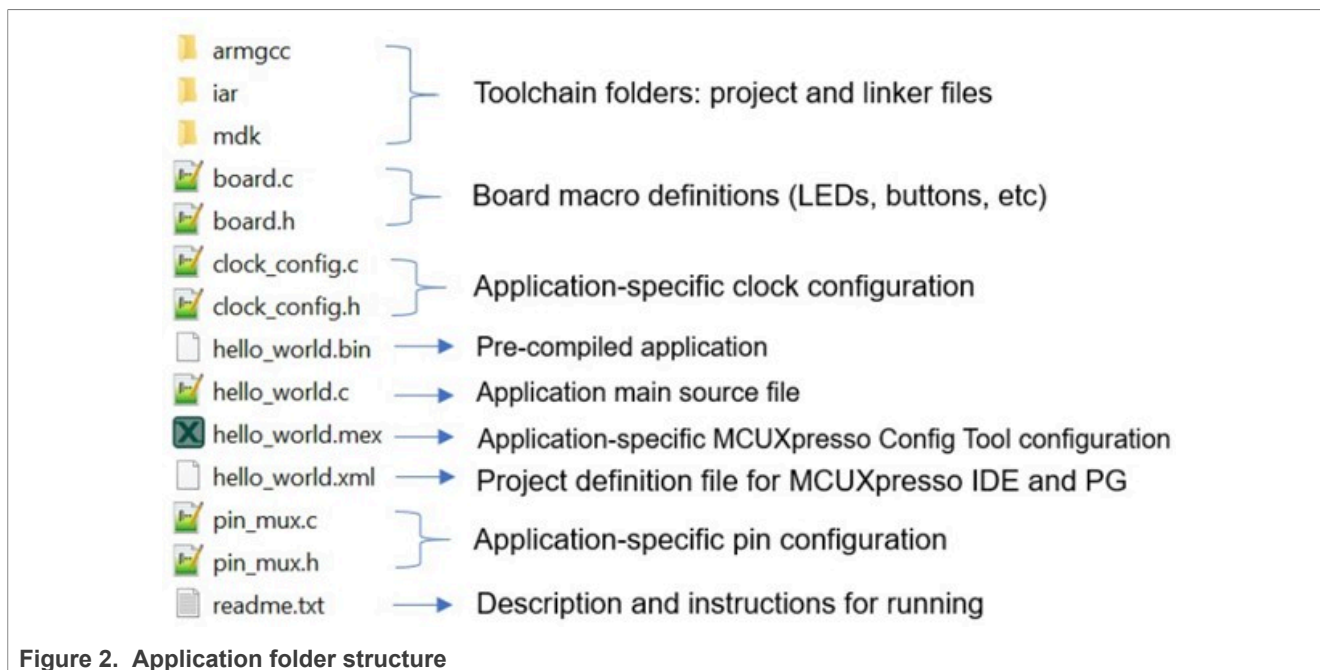 armgcc
iar
mdk
Toolchain folders: project and linker files
board.c
board.h
Board macro definitions (LEDs, buttons, etc)
clock_config.c
clock_config.h
Application-specific clock configuration
hello_world.bin Pre-compiled application
hello_world.c Application main source file
hello_world.mex Application-specific MCUXpresso Config Tool configuration
hello_world.xml Project definition file for MCUXpresso IDE and PG
pin_mux.c
pin_mux.h
Application-specific pin configuration
readme.txt Description and instructions for running
Figure 2. Application folder structure